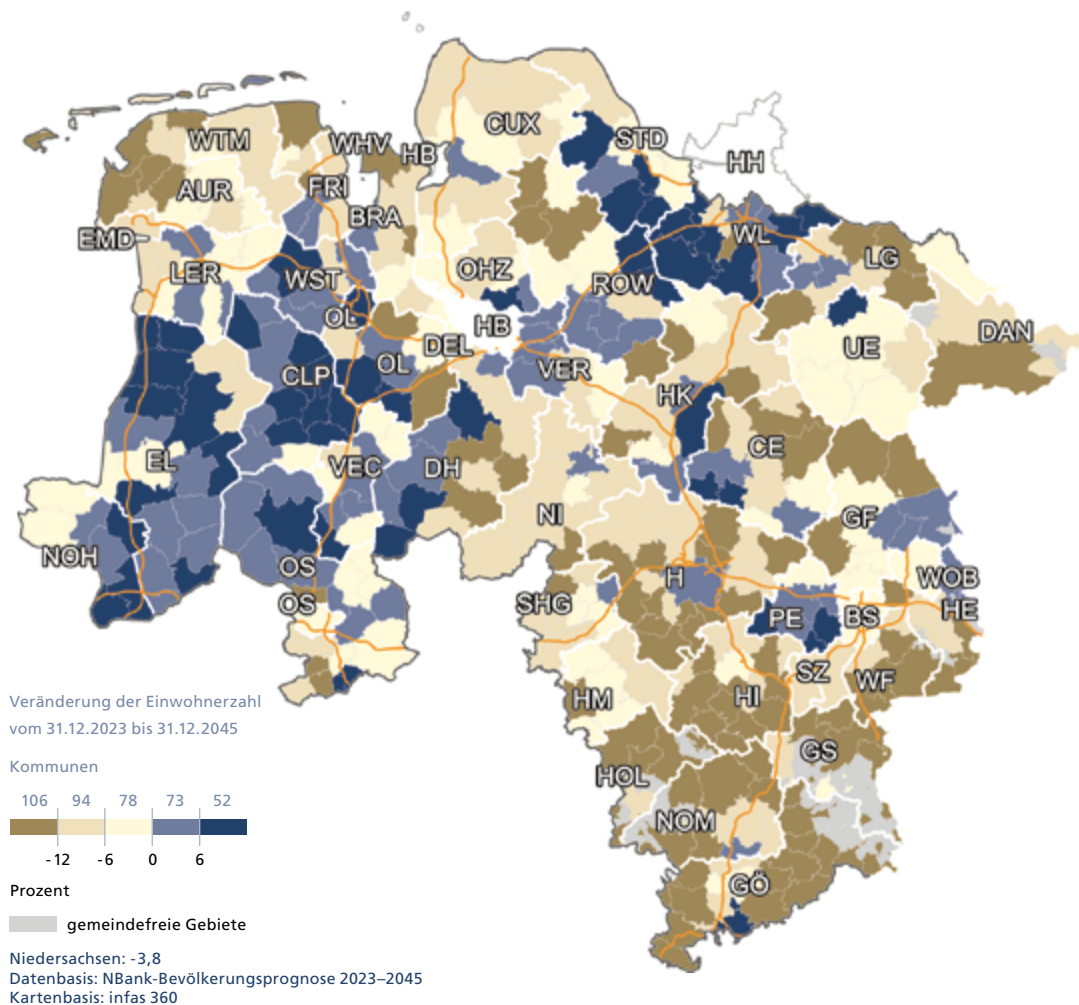 CUX
STD
WTM
WHV
HB
HH
AUR
FRI
BRA
EMD
WL
LER
OHZ
LG
WST
ROW
OL
HB
DEL
DAN
OL
VER
UE
CLP
HK
CE
EL
VEC
DH
NI
GF
NOH
OS
H
WOB
OS
SHG
PE
BS
HE
SZ
WF
HM
HI
GS
HOL
NOM
GÖ
Veränderung der Einwohnerzahl
vom 31.12.2023 bis 31.12.2045
Kommunen
106 94 78 73 52
-12 -6 0 6
Prozent
gemeindefreie Gebiete
Niedersachsen: -3,8
Datenbasis: NBank-Bevölkerungsprognose 2023–2045
Kartenbasis: infas 360